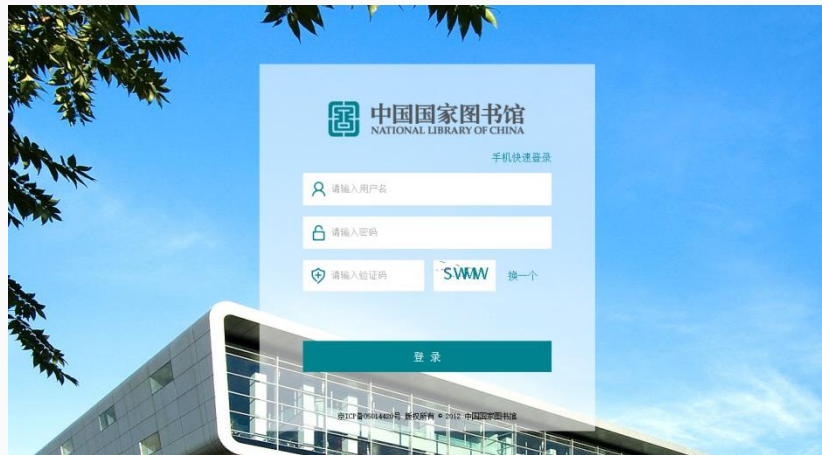 中国国家图书馆
NATIONAL LIBRARY OF CHINA
手机快速登录
请输入用户名
请输入密码
请输入验证码 换一个
登 录
京ICP备05014420号 版权所有 © 2012 中国国家图书馆